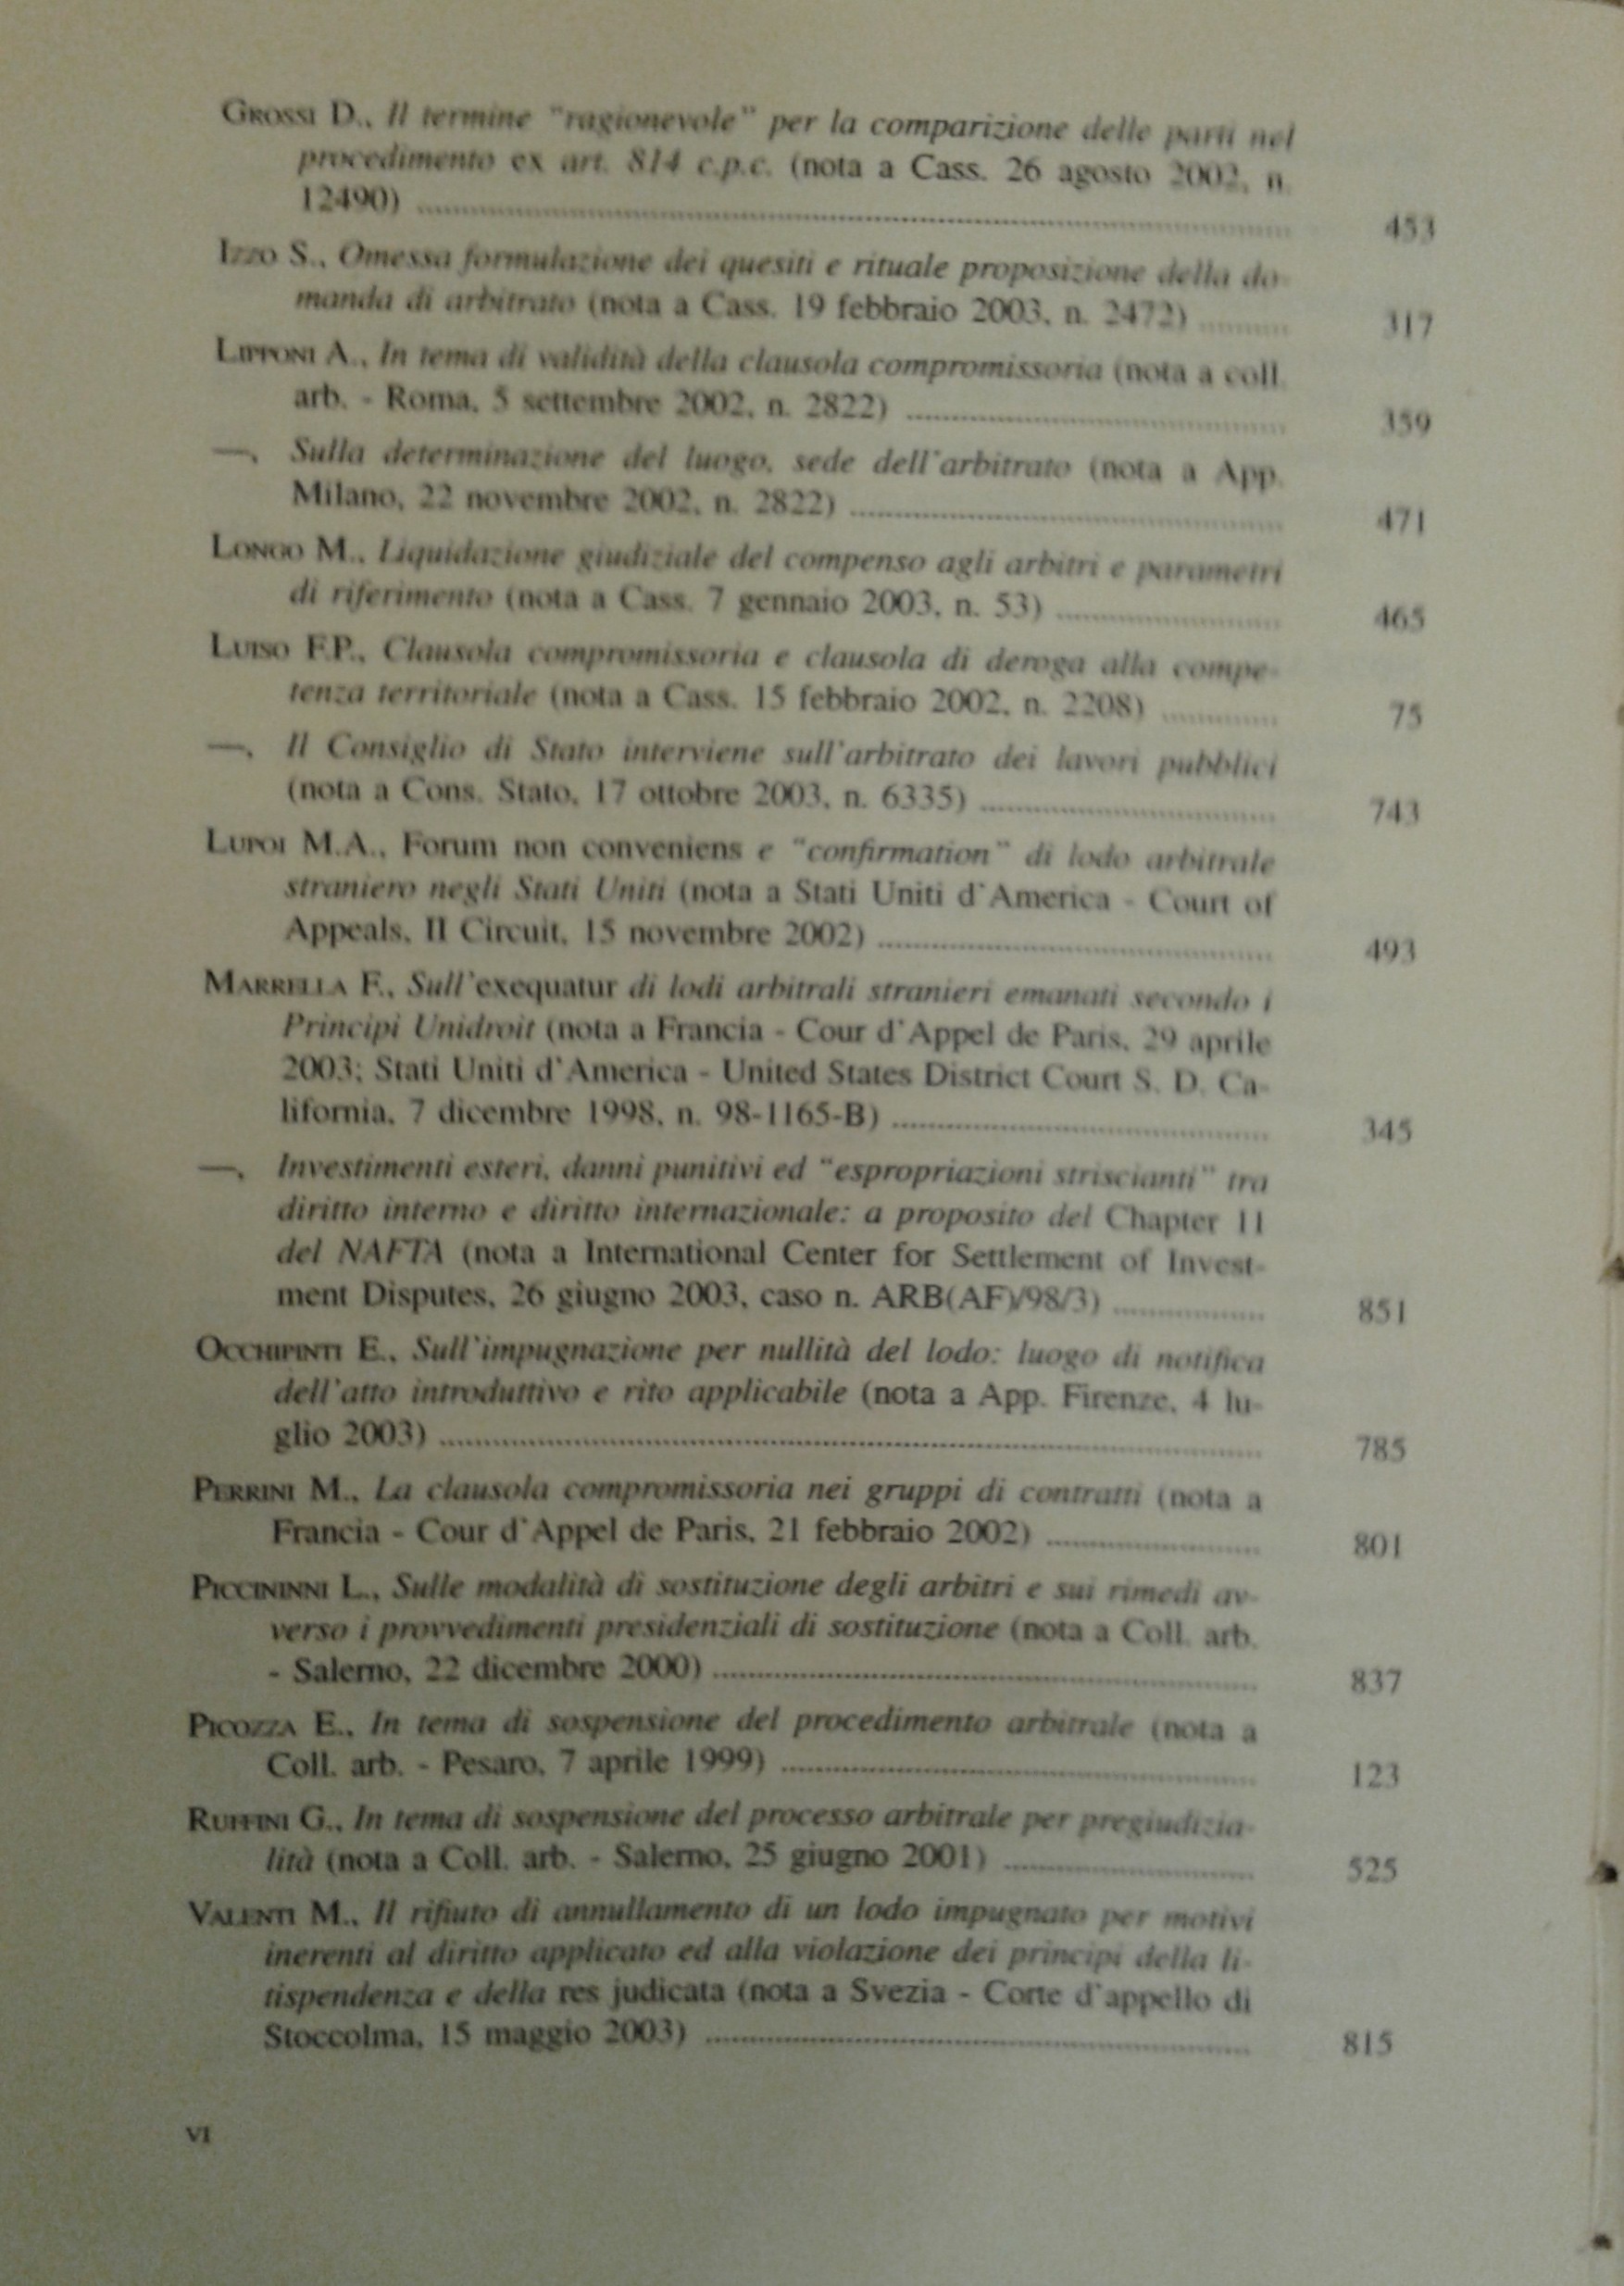 GROSSI D., Il termine "ragionevole" per la comparizione delle parti nel
procedimento ex art. 814 c.p.c. (nota a Cass. 26 agosto 2002, n.
12490) ........ 453
IZZO S., Omessa formulazione dei quesiti e rituale proposizione della do-
manda di arbitrato (nota a Cass. 19 febbraio 2003, n. 2472) ........ 317
LIPPONI A., In tema di validità della clausola compromissoria (nota a coll.
arb. - Roma, 5 settembre 2002, n. 2822) ........ 359
—, Sulla determinazione del luogo, sede dell'arbitrato (nota a App.
Milano, 22 novembre 2002, n. 2822) ........ 471
LONGO M., Liquidazione giudiziale del compenso agli arbitri e parametri
di riferimento (nota a Cass. 7 gennaio 2003, n. 53) ........ 465
LUISO F.P., Clausola compromissoria e clausola di deroga alla compe-
tenza territoriale (nota a Cass. 15 febbraio 2002, n. 2208) ........ 75
—, Il Consiglio di Stato interviene sull'arbitrato dei lavori pubblici
(nota a Cons. Stato, 17 ottobre 2003, n. 6335) ........ 743
LUPOI M.A., Forum non conveniens e "confirmation" di lodo arbitrale
straniero negli Stati Uniti (nota a Stati Uniti d'America - Court of
Appeals, II Circuit, 15 novembre 2002) ........ 493
MARRELLA F., Sull'exequatur di lodi arbitrali stranieri emanati secondo i
Principi Unidroit (nota a Francia - Cour d'Appel de Paris, 29 aprile
2003; Stati Uniti d'America - United States District Court S. D. Ca-
lifornia, 7 dicembre 1998, n. 98-1165-B) ........ 345
—, Investimenti esteri, danni punitivi ed "espropriazioni striscianti" tra
diritto interno e diritto internazionale: a proposito del Chapter 11
del NAFTA (nota a International Center for Settlement of Invest-
ment Disputes, 26 giugno 2003, caso n. ARB(AF)/98/3) ........ 851
OCCHIPINTI E., Sull'impugnazione per nullità del lodo: luogo di notifica
dell'atto introduttivo e rito applicabile (nota a App. Firenze, 4 lu-
glio 2003) ........ 785
PERRINI M., La clausola compromissoria nei gruppi di contratti (nota a
Francia - Cour d'Appel de Paris, 21 febbraio 2002) ........ 801
PICCININNI L., Sulle modalità di sostituzione degli arbitri e sui rimedi av-
verso i provvedimenti presidenziali di sostituzione (nota a Coll. arb.
- Salerno, 22 dicembre 2000) ........ 837
PICOZZA E., In tema di sospensione del procedimento arbitrale (nota a
Coll. arb. - Pesaro, 7 aprile 1999) ........ 123
RUFFINI G., In tema di sospensione del processo arbitrale per pregiudizia-
lità (nota a Coll. arb. - Salerno, 25 giugno 2001) ........ 525
VALENTI M., Il rifiuto di annullamento di un lodo impugnato per motivi
inerenti al diritto applicato ed alla violazione dei principi della li-
tispendenza e della res judicata (nota a Svezia - Corte d'appello di
Stoccolma, 15 maggio 2003) ........ 815
VI